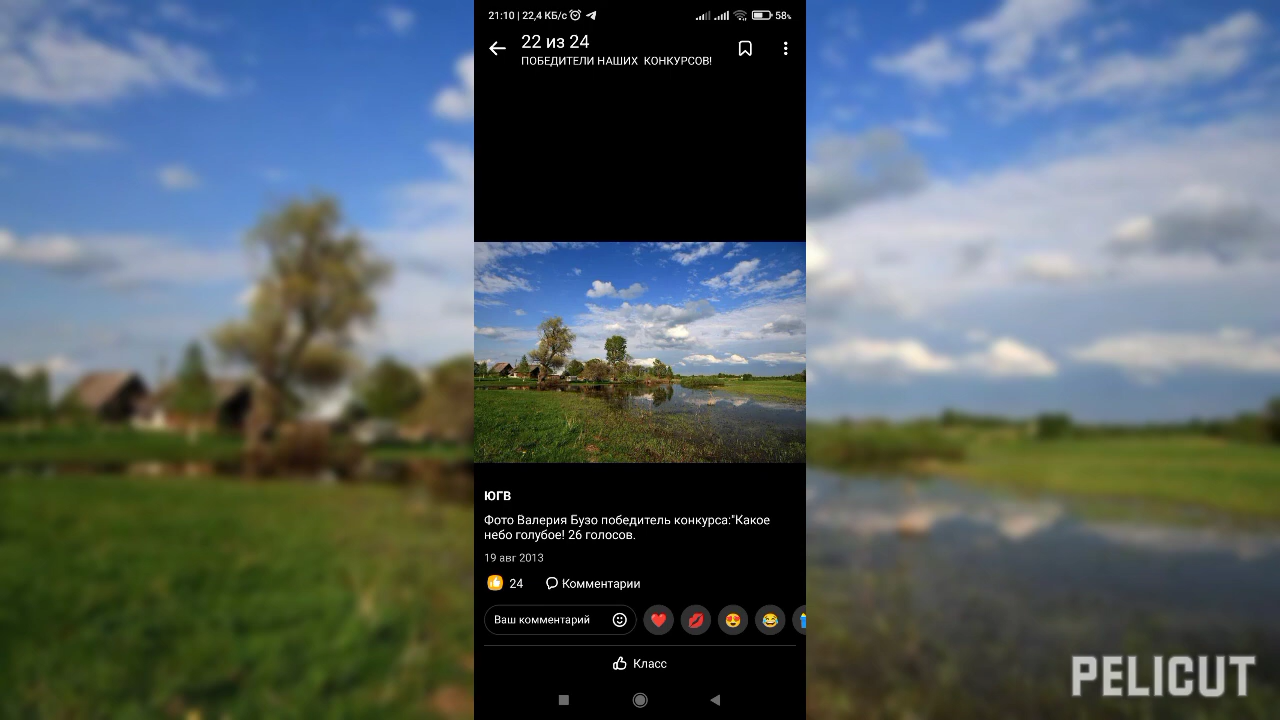 21:10 | 22,4 КБ/с
58%
22 из 24
ПОБЕДИТЕЛИ НАШИХ КОНКУРСОВ!
ЮГВ
Фото Валерия Бузо победитель конкурса:"Какое
небо голубое! 26 голосов.
19 авг 2013
24 Комментарии
Ваш комментарий
Класс
PELICUT